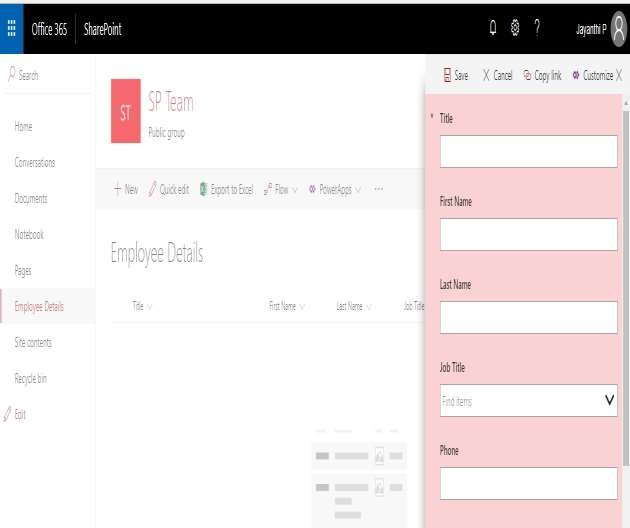 Office 365 SharePoint ? Jayanthi P
Search
Save Cancel Copy link Customize
Home
Conversations
Documents
Notebook
Pages
Employee Details
Site contents
Recycle bin
Edit
ST
SP Team
Public group
New Quick edit Export to Excel Flow PowerApps ...
Employee Details
Title First Name Last Name Job Title
* Title
First Name
Last Name
Job Title
Find items
Phone